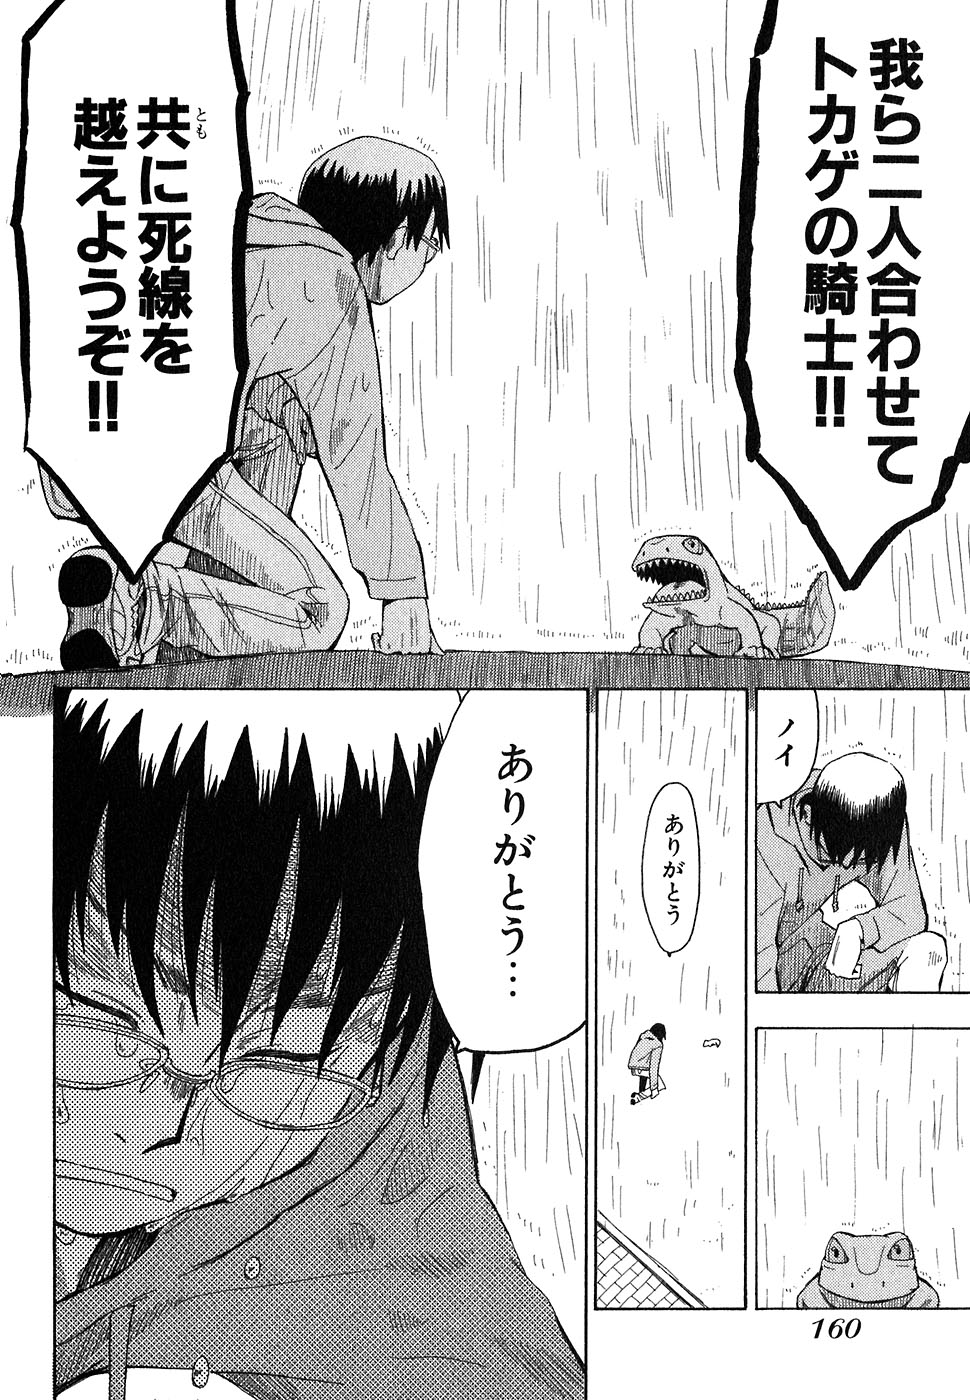 我ら二人合わせて
トカゲの騎士!!
共に死線を
とも
越えようぞ!!
ノイ
ありがとう
ありがとう…
160